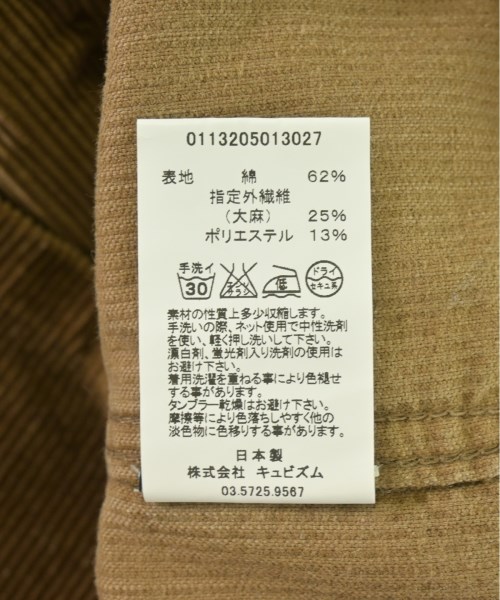 0113205013027
表地 綿 62%
指定外繊維
(大麻) 25%
ポリエステル 13%
手洗イ 30 エンソサラシ 低 ドライ セキユ系
素材の性質上多少収縮します。
手洗いの際、ネット使用で中性洗剤
を使い、軽く押し洗いして下さい。
漂白剤、蛍光剤入り洗剤の使用は
お避け下さい。
着用洗濯を重ねる事により色褪せ
する事があります。
タンブラー乾燥はお避け下さい。
摩擦等により色落ちしやすく他の
淡色物に色移りする事があります。
日本製
株式会社 キュビズム
03.5725.9567